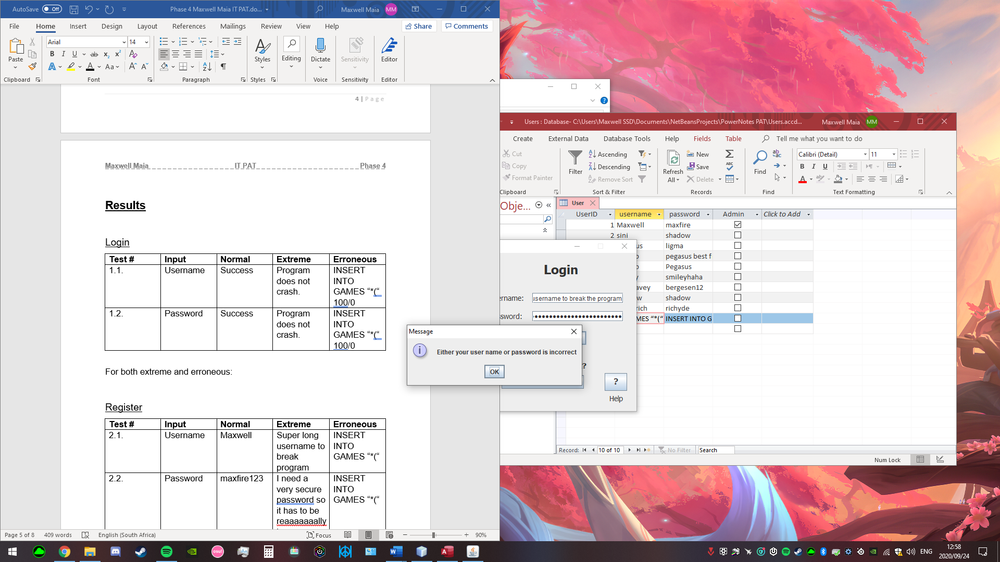 AutoSave Off Phase 4 Maxwell Maia IT PAT.do... Maxwell Maia MM
File Home Insert Design Layout References Mailings Review View Help Share Comments
Arial 14
Paste Styles Editing Dictate Sensitivity Editor
Clipboard Font Paragraph Styles Voice Sensitivity Editor
4 | Page
Maxwell Maia IT PAT Phase 4
Results
Login
Test # Input Normal Extreme Erroneous
1.1. Username Success Program does not crash. INSERT INTO GAMES “*(“ 100/0
1.2. Password Success Program does not crash. INSERT INTO GAMES “*(“ 100/0
For both extreme and erroneous:
Register
Test # Input Normal Extreme Erroneous
2.1. Username Maxwell Super long username to break program INSERT INTO GAMES “*(“
2.2. Password maxfire123 I need a very secure password so it has to be reaaaaaaally INSERT INTO GAMES “*(“
Page 5 of 8 409 words English (South Africa) Focus 90%
Users : Database- C:\Users\Maxwell SSD\Documents\NetBeansProjects\PowerNotes PAT\Users.accd... Maxwell Maia MM
Create External Data Database Tools Help Fields Table Tell me what you want to do
Cut
Copy
Format Painter
Clipboard
Filter
Ascending
Descending
Remove Sort
Sort & Filter
Refresh All
New
Save
Delete
Records
Find
Find
Calibri (Detail) 11
B I U
Text Formatting
Obje...
User
UserID username password Admin Click to Add
1 Maxwell maxfire
2 sini shadow
us ligma
pegasus best f
Pegasus
y smileyhaha
avey bergesen12
w shadow
rich richyde
MES “*(“ INSERT INTO G
Record: 10 of 10 No Filter Search
Num Lock
Login
ername: username to break the program
sword:
?
?
Help
Message
Either your user name or password is incorrect
OK
osu!
ENG
12:58
2020/09/24